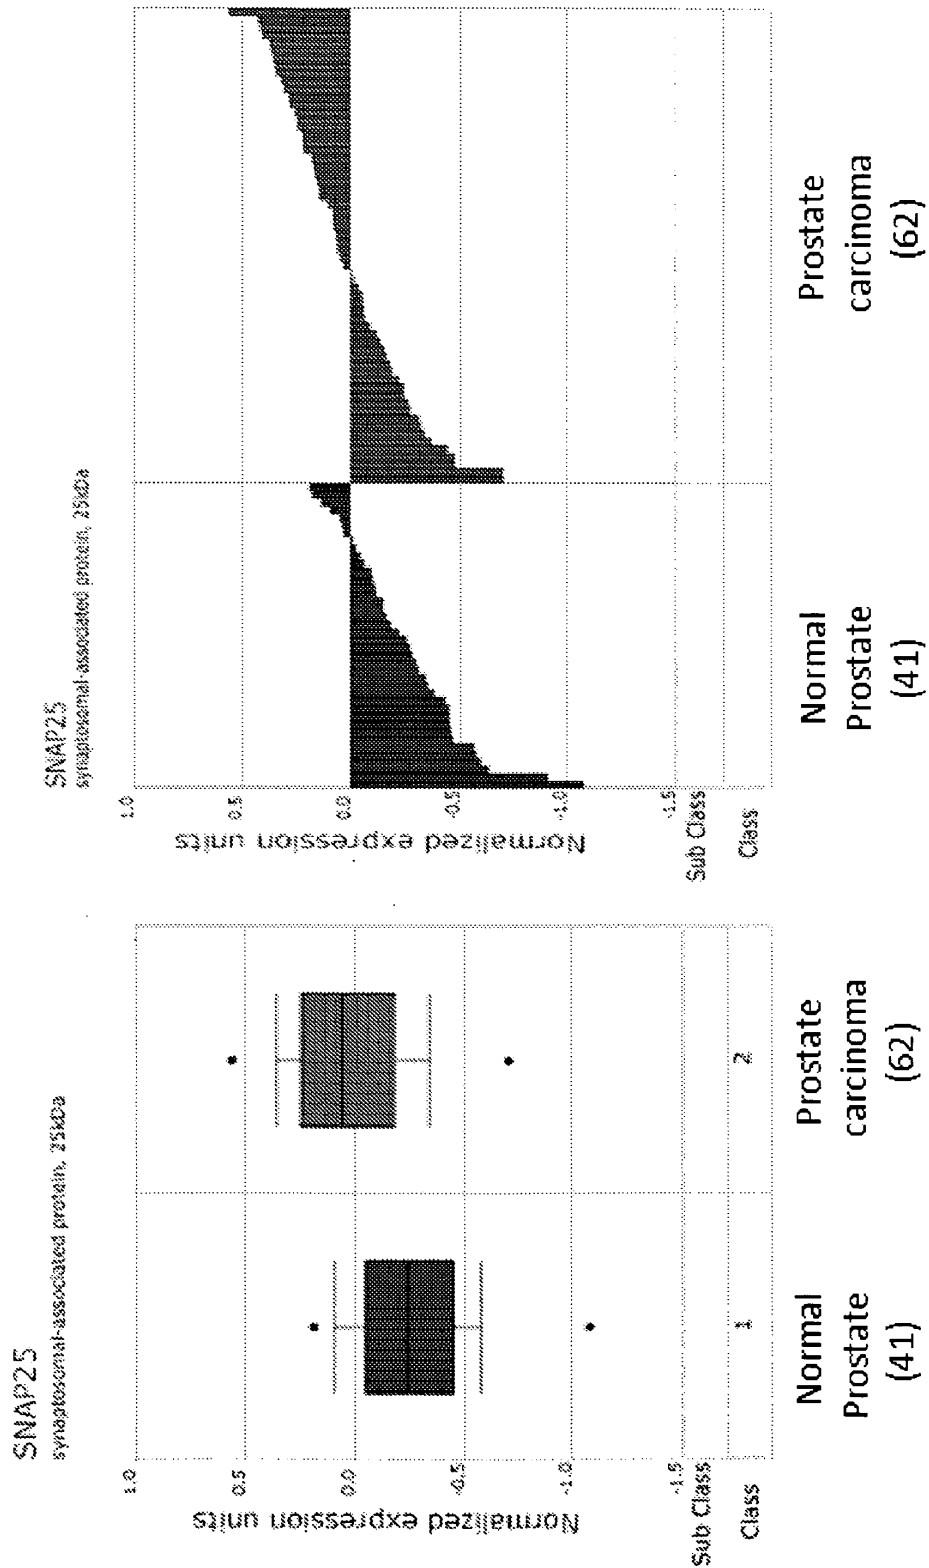 SNAP25
synaptosomal-associated protein, 25kDa
Normalized expression units
1.0
0.5
0.0
-0.5
-1.0
-1.5
Sub Class
Class
1
2
Normal
Prostate
(41)
Prostate
carcinoma
(62)
SNAP25
synaptosomal-associated protein, 25kDa
Normalized expression units
1.0
0.5
0.0
-0.5
-1.0
-1.5
Sub Class
Class
Normal
Prostate
(41)
Prostate
carcinoma
(62)